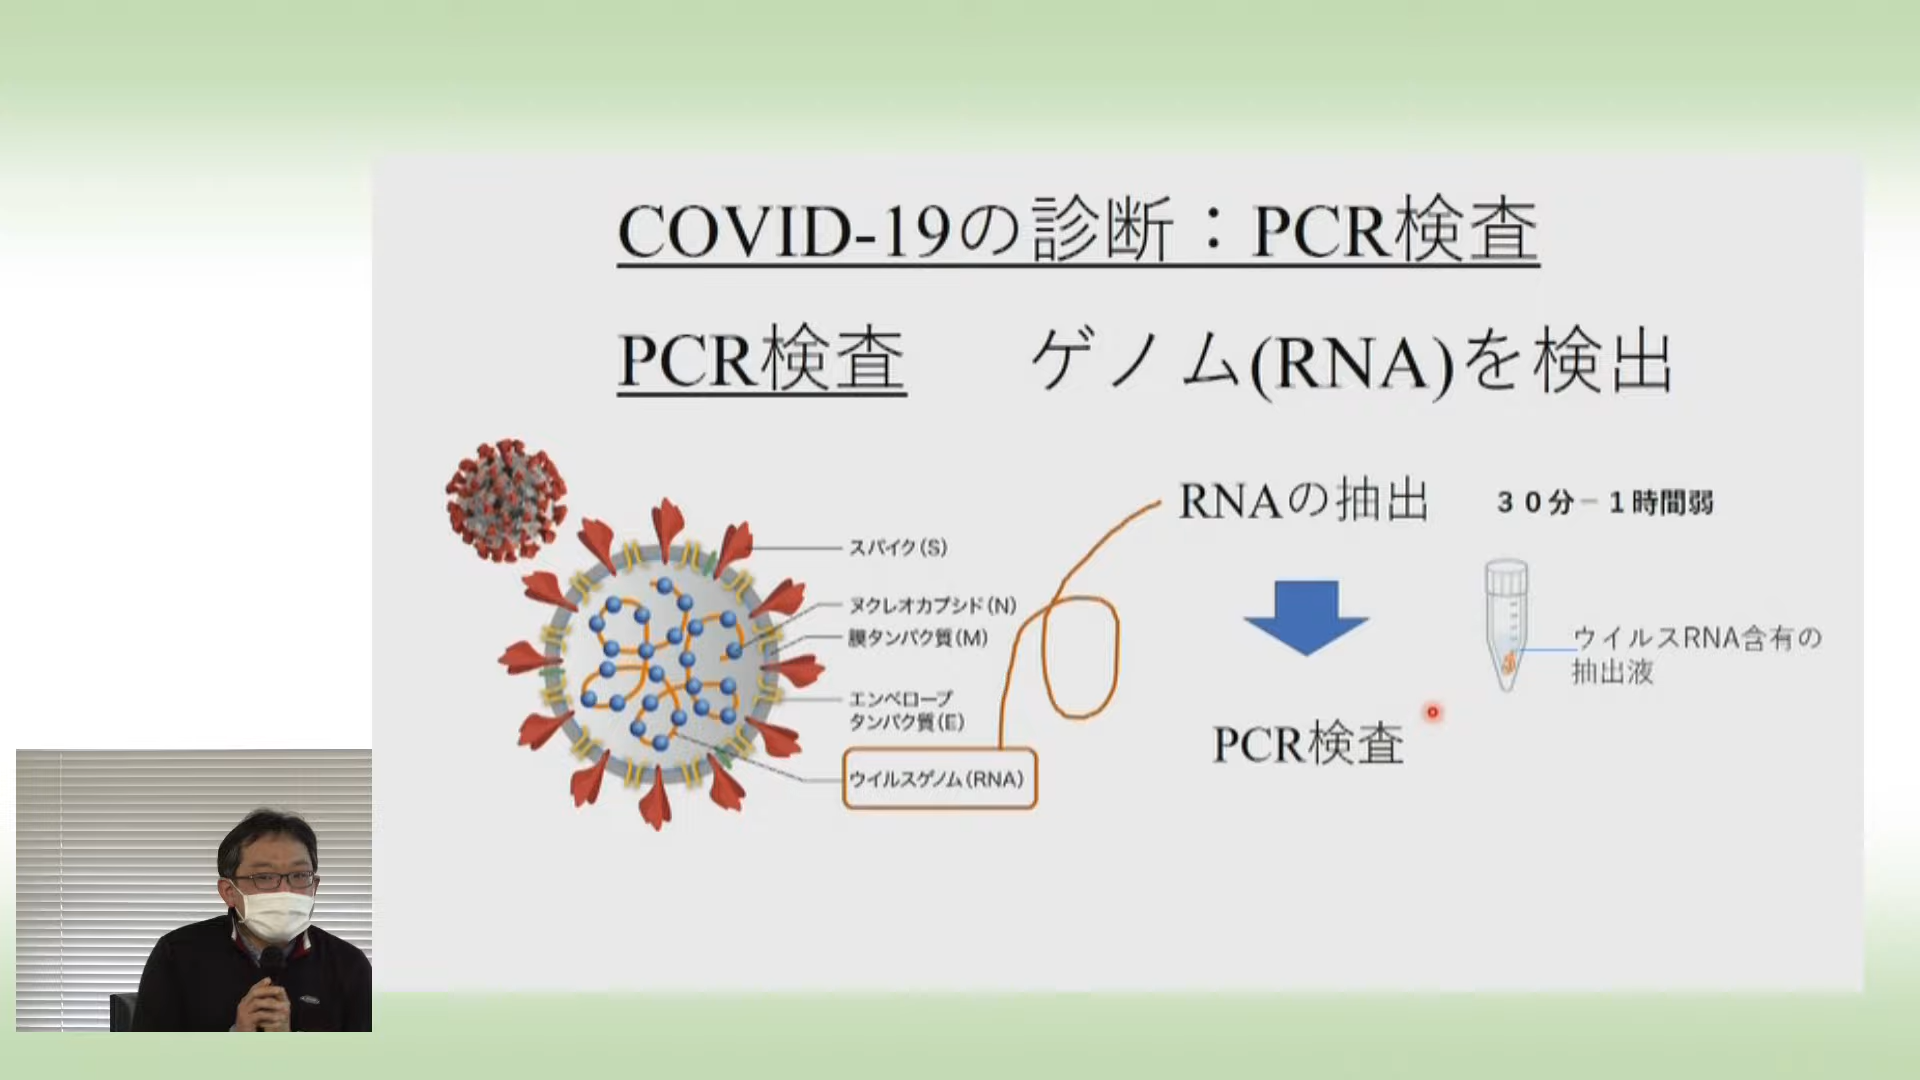 COVID-19の診断：PCR検査
PCR検査 ゲノム(RNA)を検出
RNAの抽出 ３０分－１時間弱
スパイク(S)
ヌクレオカプシド(N)
膜タンパク質(M)
エンベロープ
タンパク質(E)
ウイルスゲノム(RNA)
ウイルスRNA含有の
抽出液
PCR検査